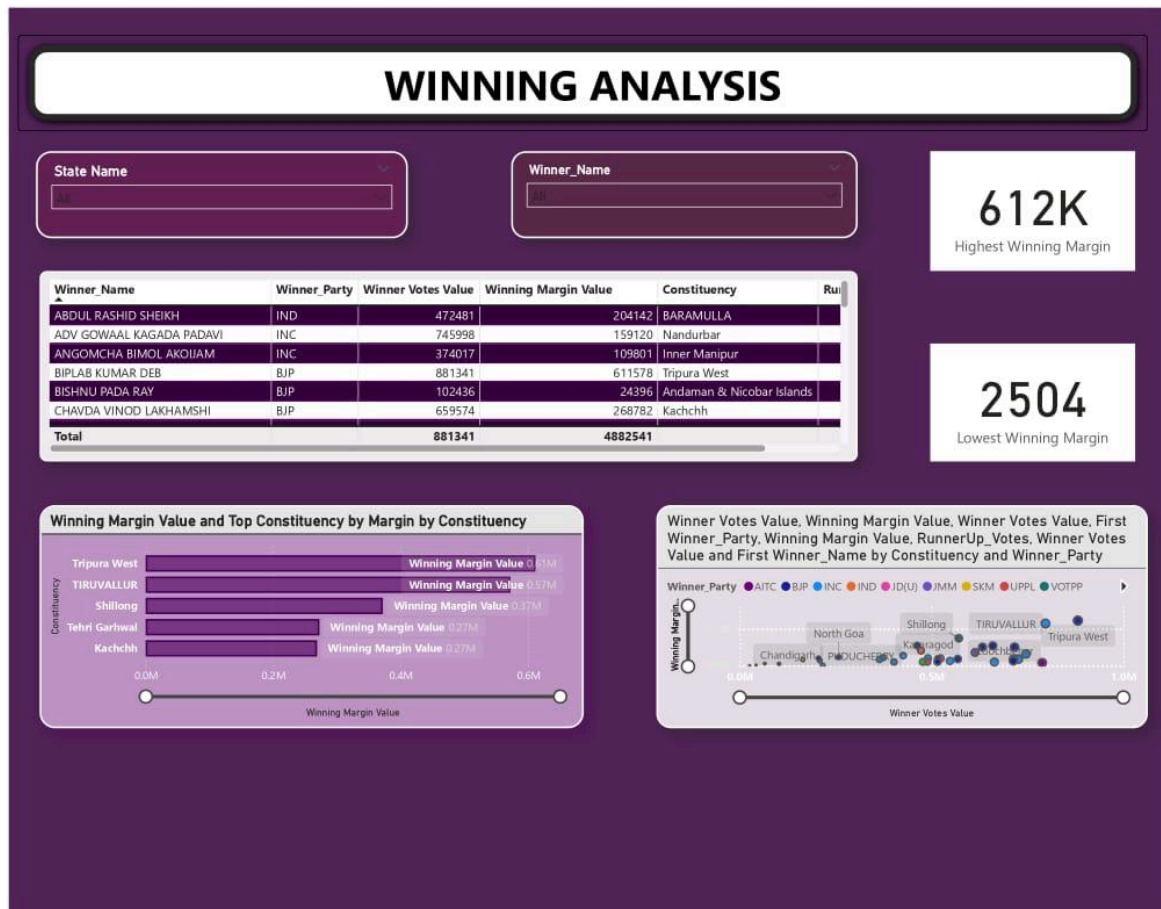 WINNING ANALYSIS
State Name
All
Winner_Name
All
612K
Highest Winning Margin
Winner_Name Winner_Party Winner Votes Value Winning Margin Value Constituency Ru
ABDUL RASHID SHEIKH IND 472481 204142 BARAMULLA
ADV GOWAAL KAGADA PADAVI INC 745998 159120 Nandurbar
ANGOMCHA BIMOL AKOIJAM INC 374017 109801 Inner Manipur
BIPLAB KUMAR DEB BJP 881341 611578 Tripura West
BISHNU PADA RAY BJP 102436 24396 Andaman & Nicobar Islands
CHAVDA VINOD LAKHAMSHI BJP 659574 268782 Kachchh
Total 881341 4882541
2504
Lowest Winning Margin
Winning Margin Value and Top Constituency by Margin by Constituency
Constituency
Tripura West Winning Margin Value 0.61M
TIRUVALLUR Winning Margin Value 0.57M
Shillong Winning Margin Value 0.37M
Tehri Garhwal Winning Margin Value 0.27M
Kachchh Winning Margin Value 0.27M
0.0M 0.2M 0.4M 0.6M
Winning Margin Value
Winner Votes Value, Winning Margin Value, Winner Votes Value, First
Winner_Party, Winning Margin Value, RunnerUp_Votes, Winner Votes
Value and First Winner_Name by Constituency and Winner_Party
Winner_Party AITC BJP INC IND JD(U) JMM SKM UPPL VOTPP
Winning Margin...
Shillong TIRUVALLUR
North Goa Tripura West
Chandigarh PUDUCHERRY
0.0M 0.5M 1.0M
Winner Votes Value